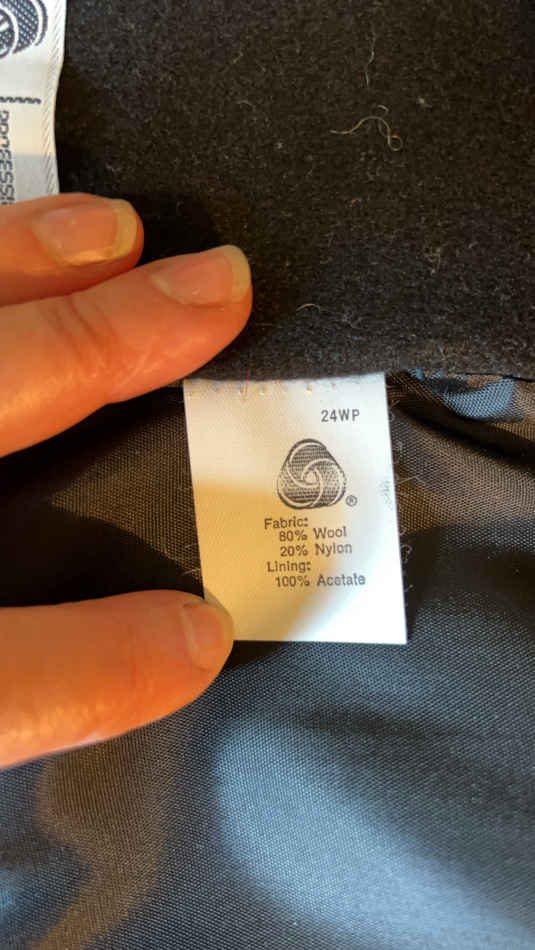 24WP
®
Fabric:
80% Wool
20% Nylon
Lining:
100% Acetate